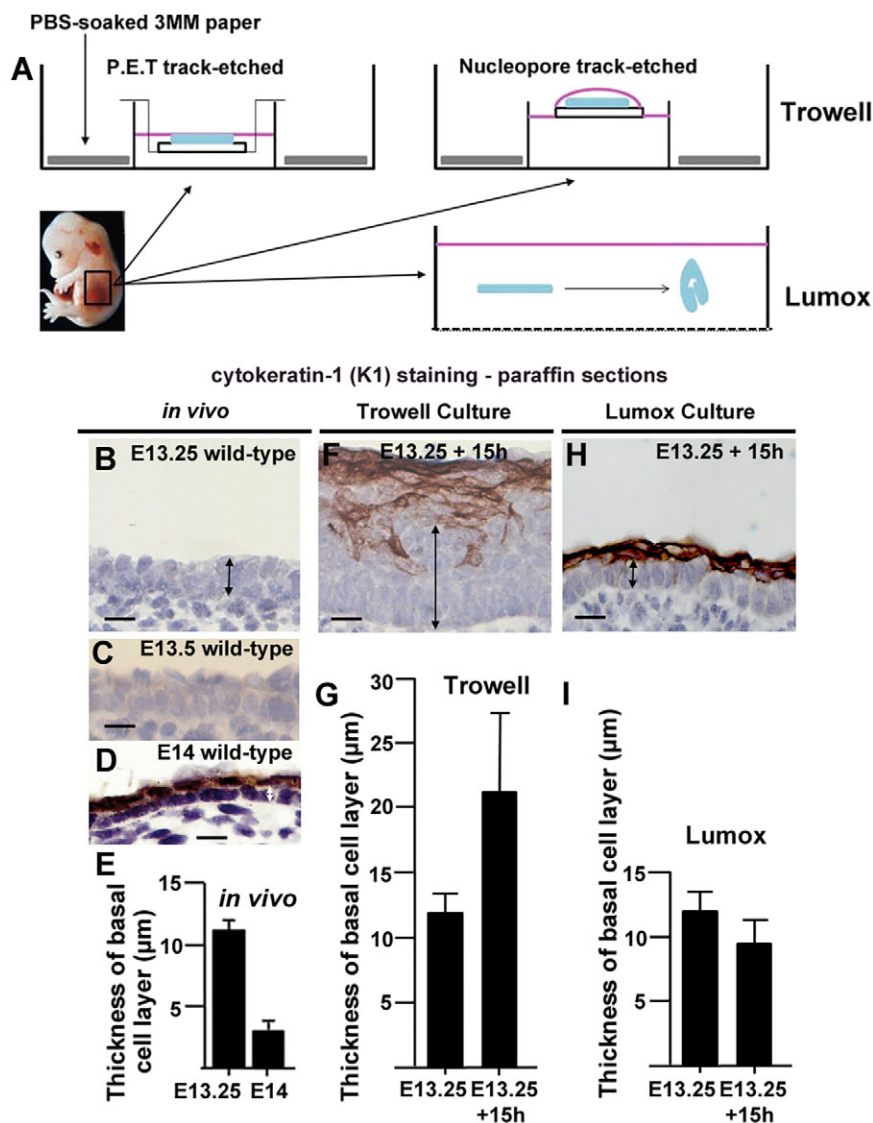 PBS-soaked 3MM paper
A
P.E.T track-etched
Nucleopore track-etched
Trowell
Lumox
cytokeratin-1 (K1) staining - paraffin sections
in vivo
Trowell Culture
Lumox Culture
B
E13.25 wild-type
F
E13.25 + 15h
H
E13.25 + 15h
C
E13.5 wild-type
D
E14 wild-type
E
in vivo
Thickness of basal
cell layer (µm)
15
10
5
E13.25
E14
G
Trowell
Thickness of basal cell layer (µm)
30
25
20
15
10
5
E13.25
E13.25
+15h
I
Lumox
Thickness of basal cell layer (µm)
15
10
5
E13.25
E13.25
+15h